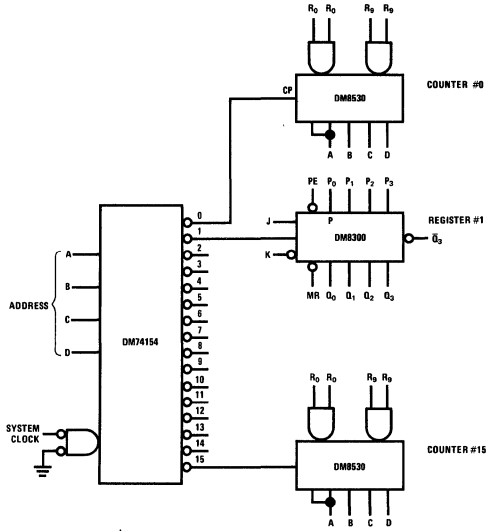 R₀ R₀ R₉ R₉
CP DM8530 COUNTER #0
A B C D
PE P₀ P₁ P₂ P₃
J P
DM8300 REGISTER #1
K Q̅₃
MR Q₀ Q₁ Q₂ Q₃
ADDRESS
A
B
C
D
DM74154
0
1
2
3
4
5
6
7
8
9
10
11
12
13
14
15
SYSTEM
CLOCK
R₀ R₀ R₉ R₉
DM8530 COUNTER #15
A B C D